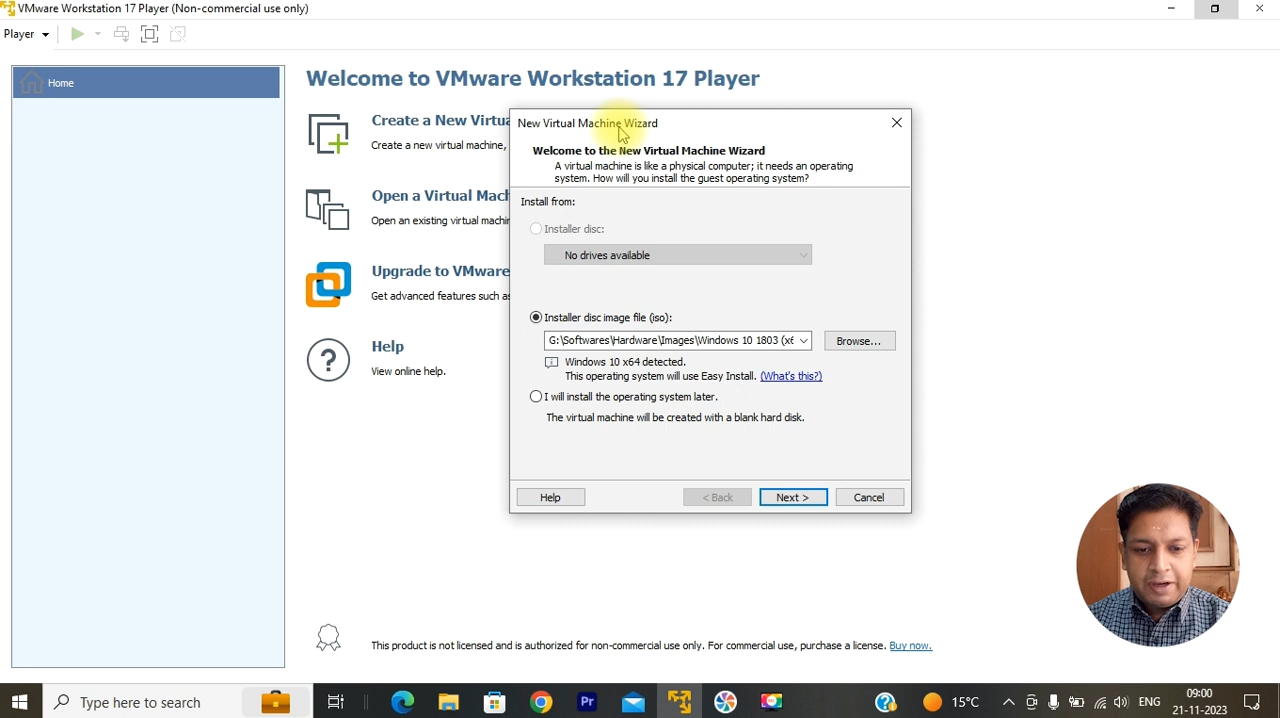 VMware Workstation 17 Player (Non-commercial use only)
Player
Home
Welcome to VMware Workstation 17 Player
Create a New Virtua
Create a new virtual machine,
Open a Virtual Mach
Open an existing virtual machin
Upgrade to VMware
Get advanced features such as
Help
View online help.
New Virtual Machine Wizard
Welcome to the New Virtual Machine Wizard
A virtual machine is like a physical computer; it needs an operating
system. How will you install the guest operating system?
Install from:
Installer disc:
No drives available
Installer disc image file (iso):
G:\Softwares\Hardware\Images\Windows 10 1803 (x6
Browse...
Windows 10 x64 detected.
This operating system will use Easy Install. (What's this?)
I will install the operating system later.
The virtual machine will be created with a blank hard disk.
Help
< Back
Next >
Cancel
This product is not licensed and is authorized for non-commercial use only. For commercial use, purchase a license. Buy now.
Type here to search
Pr
15°C
ENG
09:00
21-11-2023